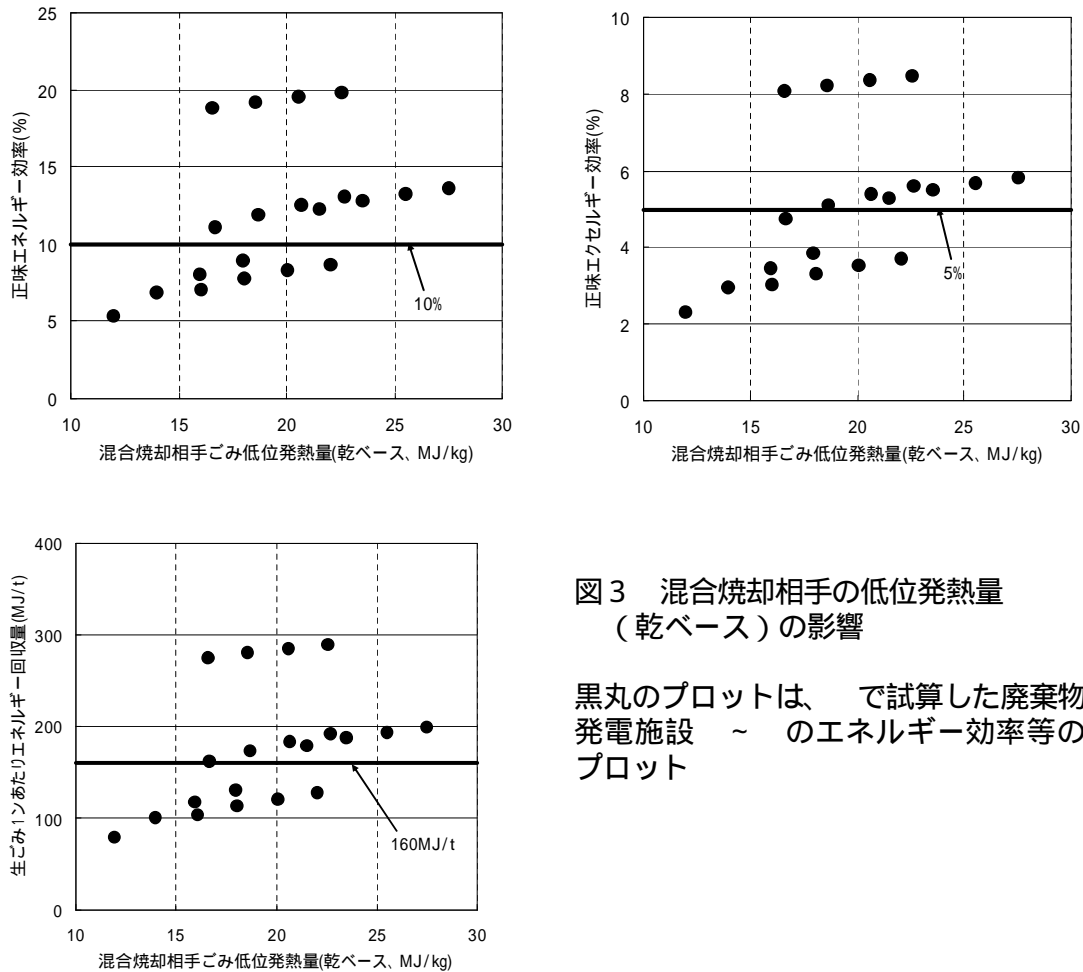 25
20
15
10
5
0
正味エネルギー効率(%)
10%
10 15 20 25 30
混合焼却相手ごみ低位発熱量(乾ベース、MJ/kg)
10
8
6
4
2
0
正味エクセルギー効率(%)
5%
10 15 20 25 30
混合焼却相手ごみ低位発熱量(乾ベース、MJ/kg)
400
300
200
100
0
生ごみ1ンあたりエネルギー回収量(MJ/t)
160MJ/t
10 15 20 25 30
混合焼却相手ごみ低位発熱量(乾ベース、MJ/kg)
図3 混合焼却相手の低位発熱量
(乾ベース)の影響
黒丸のプロットは、 で試算した廃棄物
発電施設 ~ のエネルギー効率等の
プロット